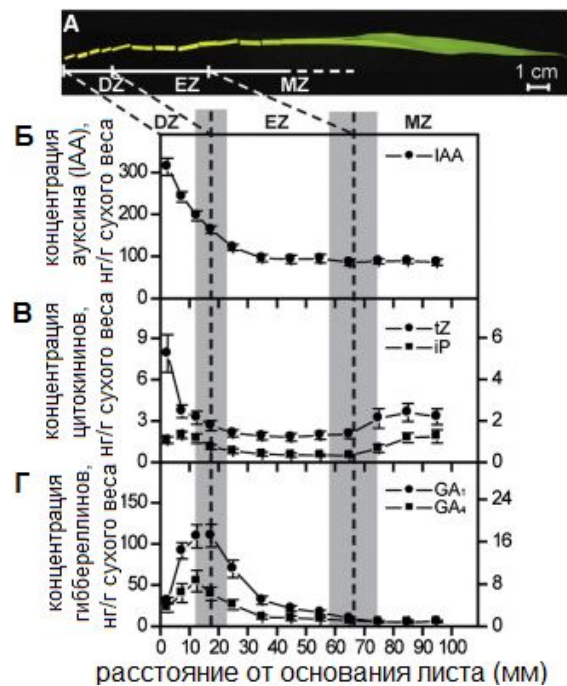 А
DZ EZ MZ
1 cm
DZ EZ MZ
Б
концентрация
ауксина (IAA),
нг/г сухого веса
300
200
100
0
IAA
В
концентрация
цитокининов,
нг/г сухого веса
9
6
3
0
tZ
iP
6
4
2
0
Г
концентрация
гиббереллинов,
нг/г сухого веса
150
100
50
0
GA₁
GA₄
24
16
8
0
0 10 20 30 40 50 60 70 80 90 100
расстояние от основания листа (мм)